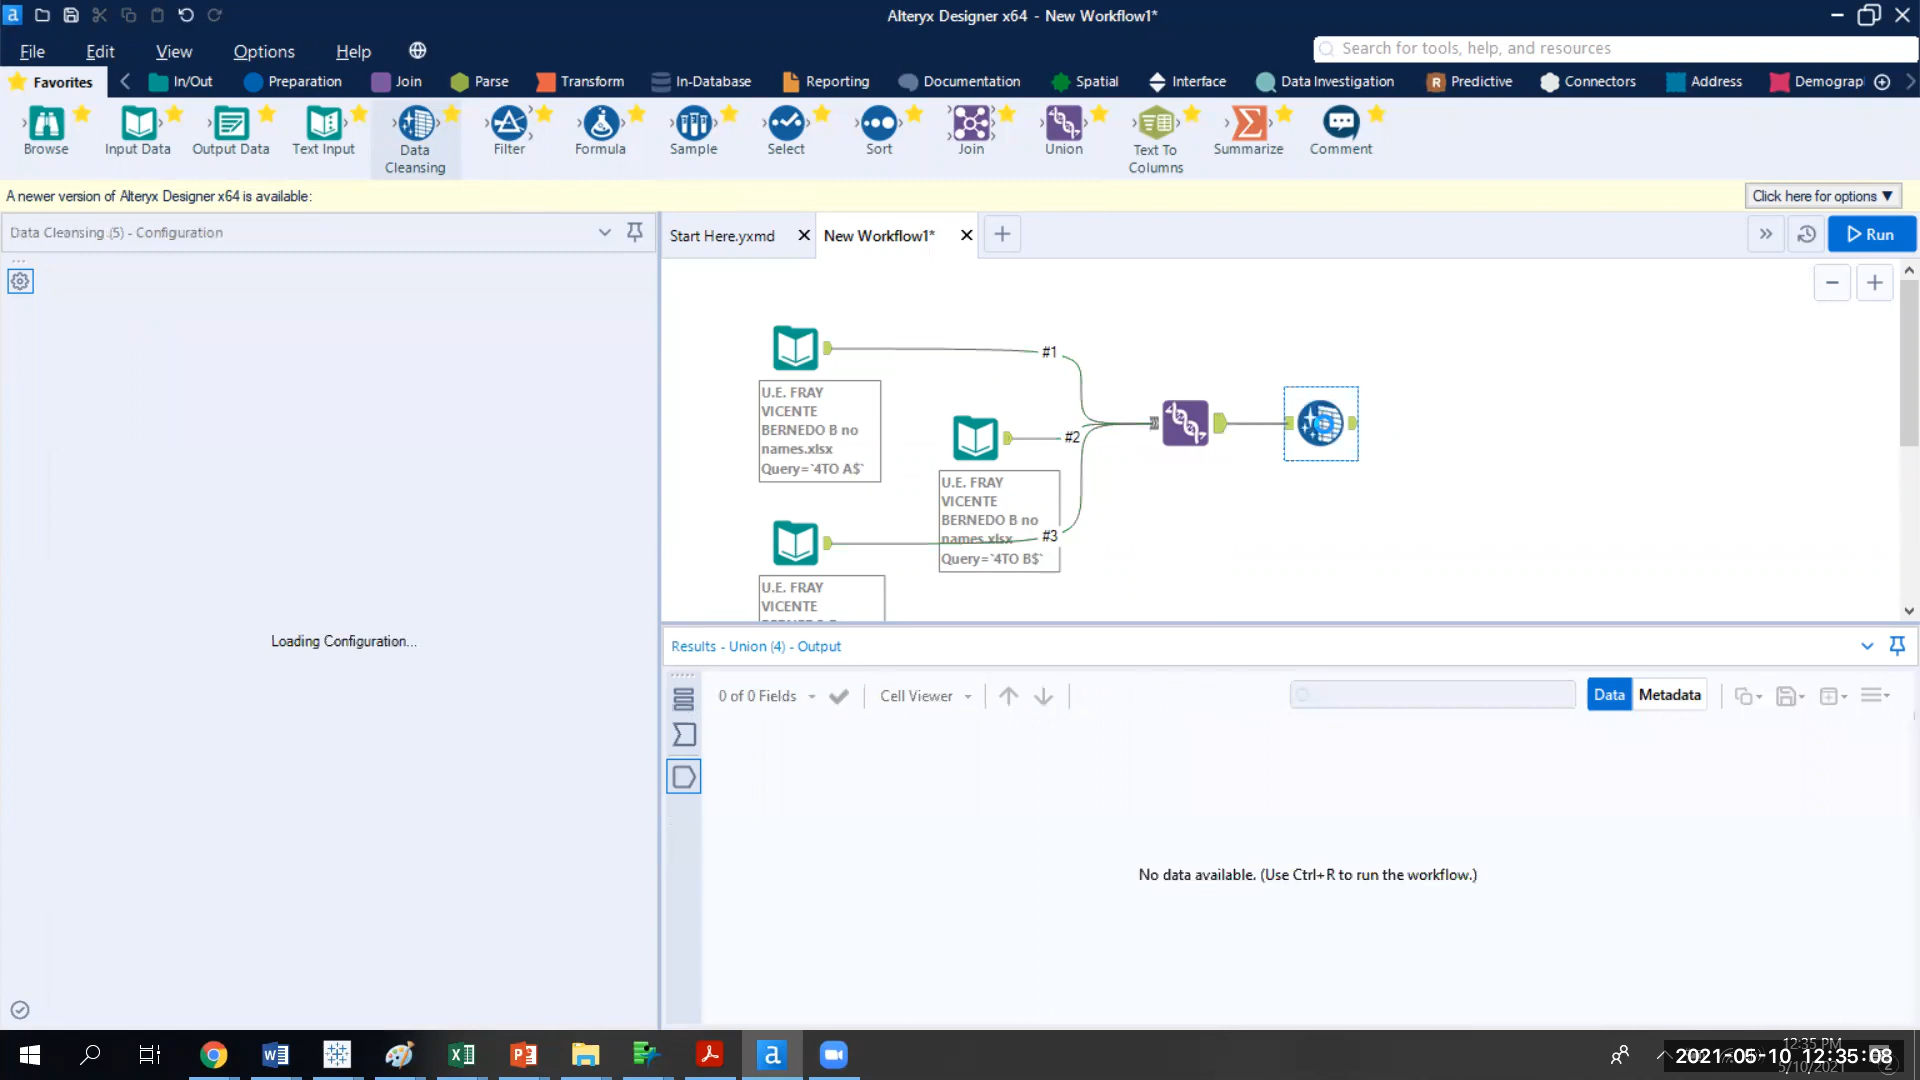 Alteryx Designer x64 - New Workflow1*
File Edit View Options Help
Search for tools, help, and resources
Favorites In/Out Preparation Join Parse Transform In-Database Reporting Documentation Spatial Interface Data Investigation Predictive Connectors Address Demograp
Browse Input Data Output Data Text Input Data Cleansing Filter Formula Sample Select Sort Join Union Text To Columns Summarize Comment
A newer version of Alteryx Designer x64 is available:
Click here for options ▼
Data Cleansing (5) - Configuration
Start Here.yxmd
New Workflow1*
Run
#1
U.E. FRAY
VICENTE
BERNEDO B no
names.xlsx
Query=`4TO A$`
#2
U.E. FRAY
VICENTE
BERNEDO B no
names.xlsx
Query=`4TO B$`
#3
U.E. FRAY
VICENTE
Loading Configuration...
Results - Union (4) - Output
0 of 0 Fields
Cell Viewer
Data
Metadata
No data available. (Use Ctrl+R to run the workflow.)
12:35 PM
2021-05-10 12:35:08
5/10/2021